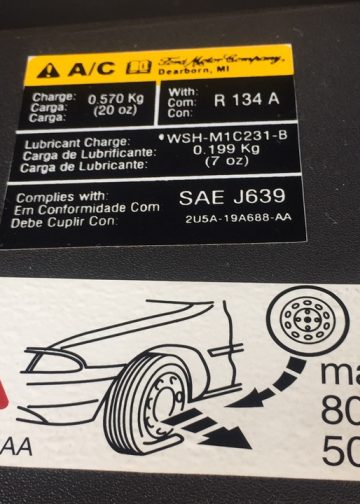 A/C Ford Motor Company,
Dearborn, MI
Charge: 0.570 Kg With:
Carga: (20 oz) Com: R 134 A
Carga: Con:
Lubricant Charge: •WSH-M1C231-B
Carga de Lubrificante: 0.199 Kg
Carga de Lubricante: (7 oz)
Complies with: SAE J639
Em Conformidade Com
Debe Cuplir Con: 2U5A-19A688-AA
ma
80
50
AA